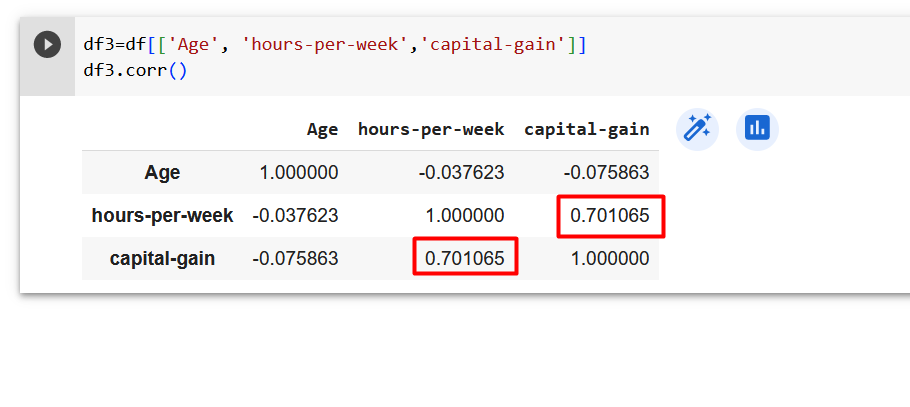 df3=df[['Age', 'hours-per-week','capital-gain']]
df3.corr()
Age hours-per-week capital-gain
Age 1.000000 -0.037623 -0.075863
hours-per-week -0.037623 1.000000 0.701065
capital-gain -0.075863 0.701065 1.000000